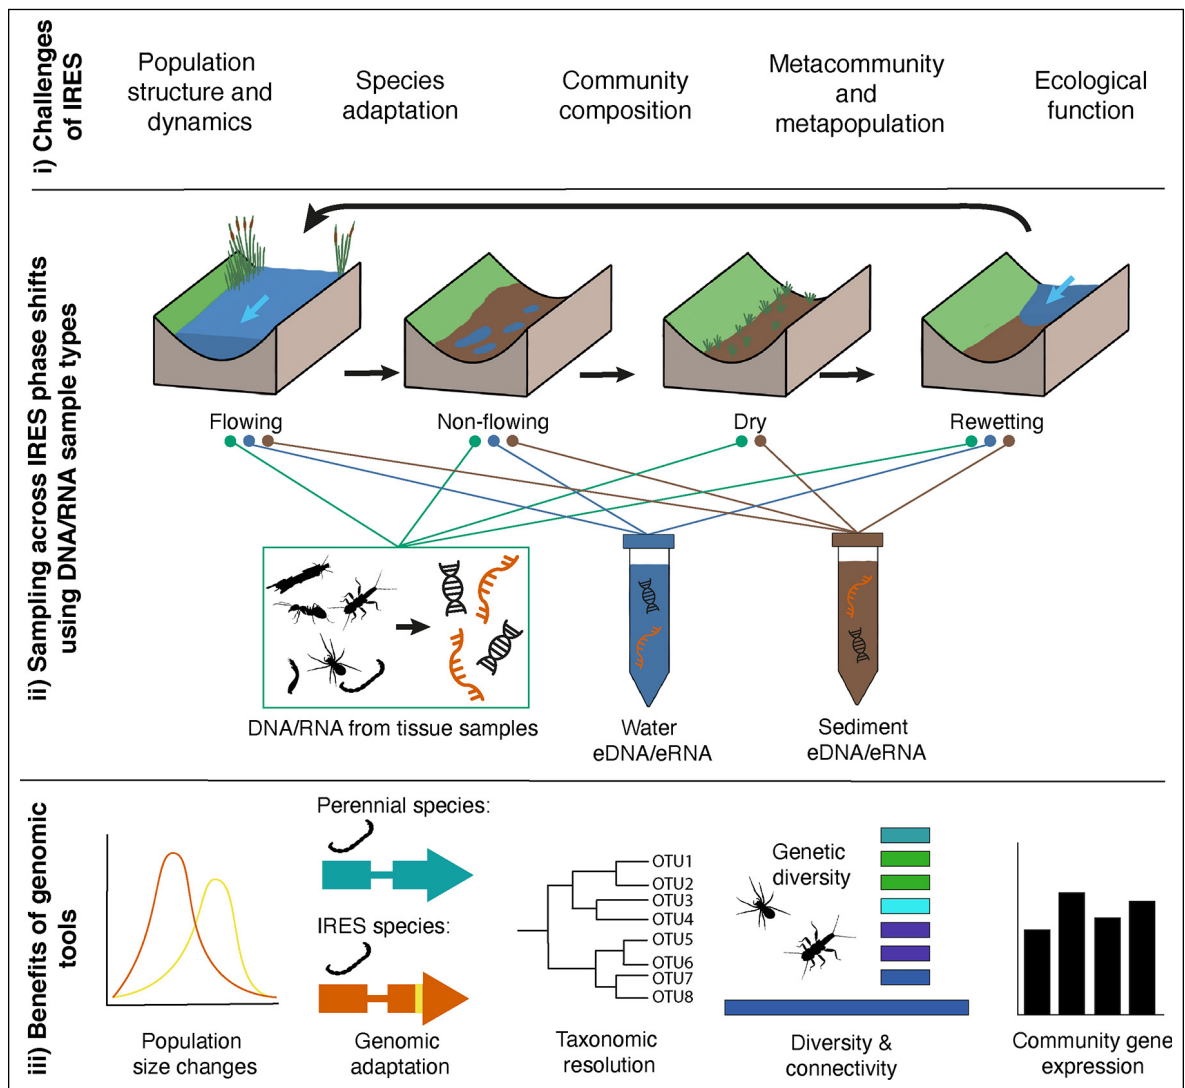 i) Challenges
of IRES
Population
structure and
dynamics
Species
adaptation
Community
composition
Metacommunity
and
metapopulation
Ecological
function
ii) Sampling across IRES phase shifts
using DNA/RNA sample types
Flowing
Non-flowing
Dry
Rewetting
DNA/RNA from tissue samples
Water
eDNA/eRNA
Sediment
eDNA/eRNA
iii) Benefits of genomic
tools
Population
size changes
Perennial species:
IRES species:
Genomic
adaptation
OTU1
OTU2
OTU3
OTU4
OTU5
OTU6
OTU7
OTU8
Taxonomic
resolution
Genetic
diversity
Diversity &
connectivity
Community gene
expression